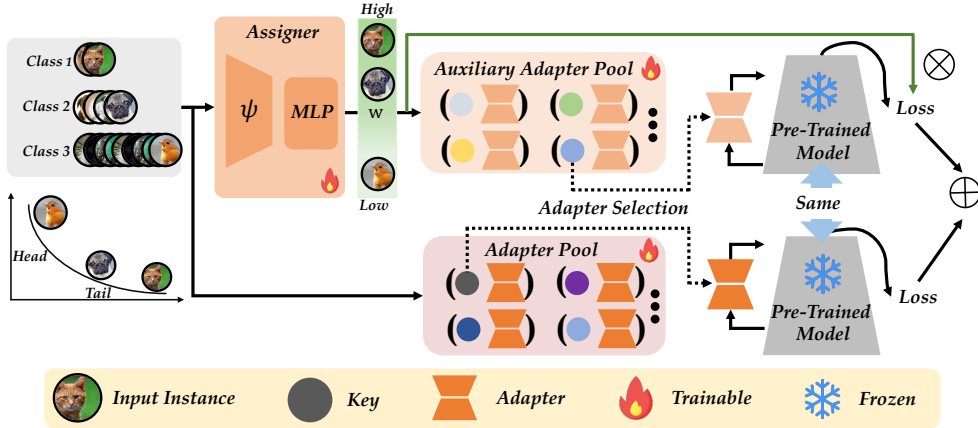 Class 1
Class 2
Class 3
Head
Tail
Assigner
ψ
MLP
High
w
Low
Auxiliary Adapter Pool
Adapter Selection
Adapter Pool
Pre-Trained
Model
Loss
Same
Pre-Trained
Model
Loss
Input Instance
Key
Adapter
Trainable
Frozen